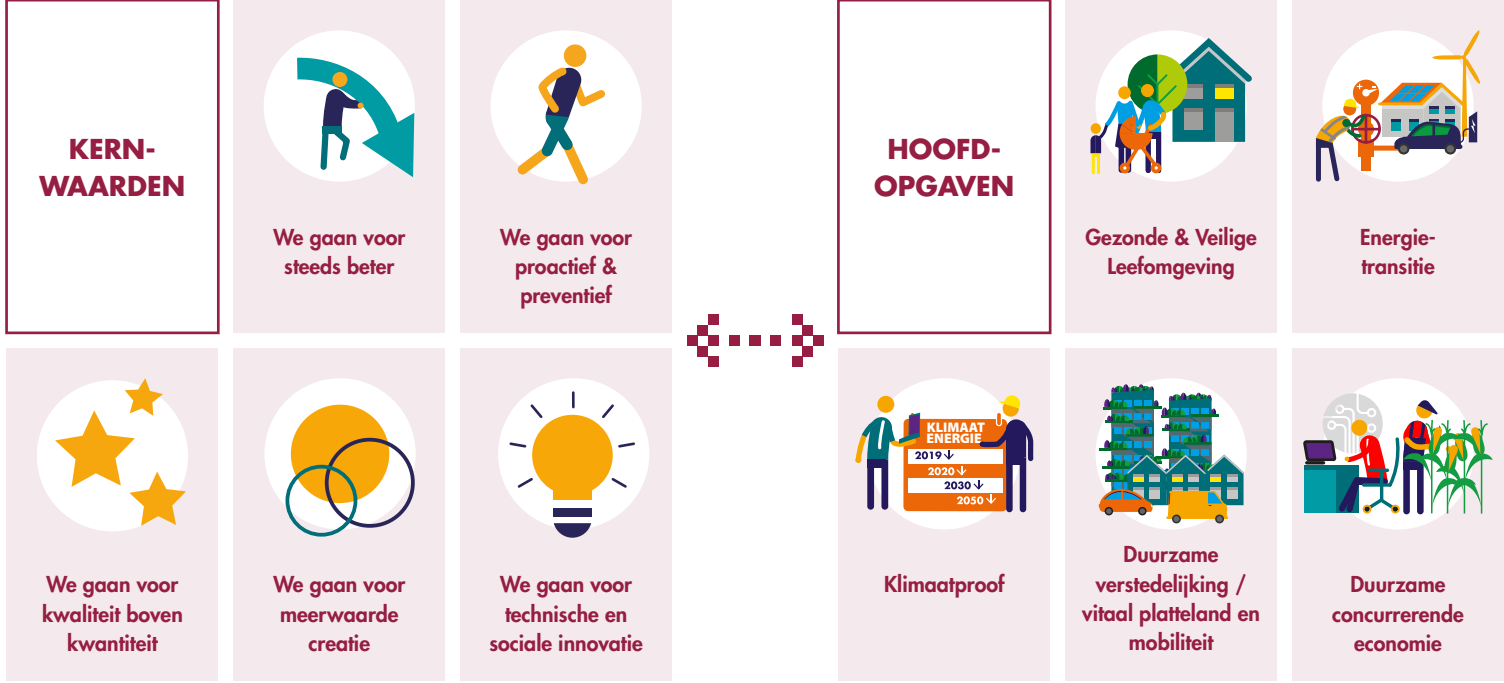 KERN-
WAARDEN
We gaan voor
steeds beter
We gaan voor
proactief &
preventief
We gaan voor
kwaliteit boven
kwantiteit
We gaan voor
meerwaarde
creatie
We gaan voor
technische en
sociale innovatie
HOOFD-
OPGAVEN
Gezonde & Veilige
Leefomgeving
Energie-
transitie
KLIMAAT
ENERGIE
2019
2020
2030
2050
Klimaatproof
Duurzame
verstedelijking /
vitaal platteland en
mobiliteit
Duurzame
concurrerende
economie